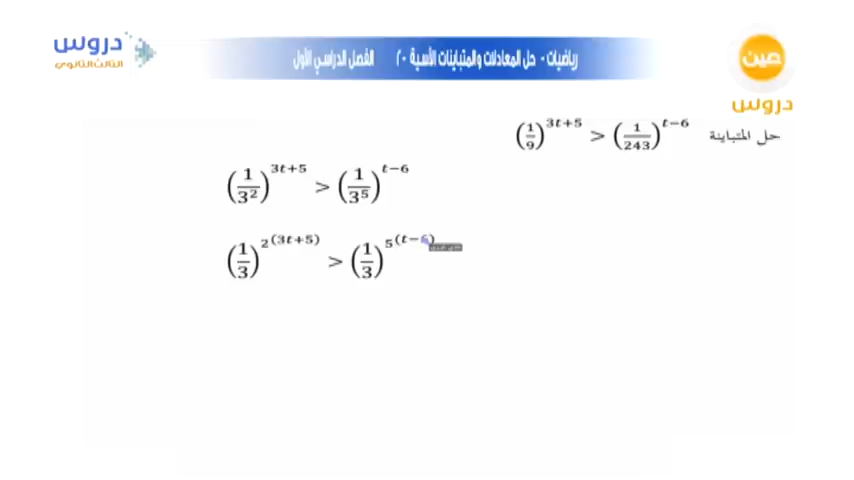 دروس
الثالث الثانوي
رياضيات - حل المعادلات والمتباينات الأسية ٢٠ الفصل الدراسي الأول
عين
دروس
حل المتباينة (1/9)^{3t+5} > (1/243)^{t−6}
(1/3²)^{3t+5} > (1/3⁵)^{t−6}
(1/3)^{2(3t+5)} > (1/3)^{5(t−6)}